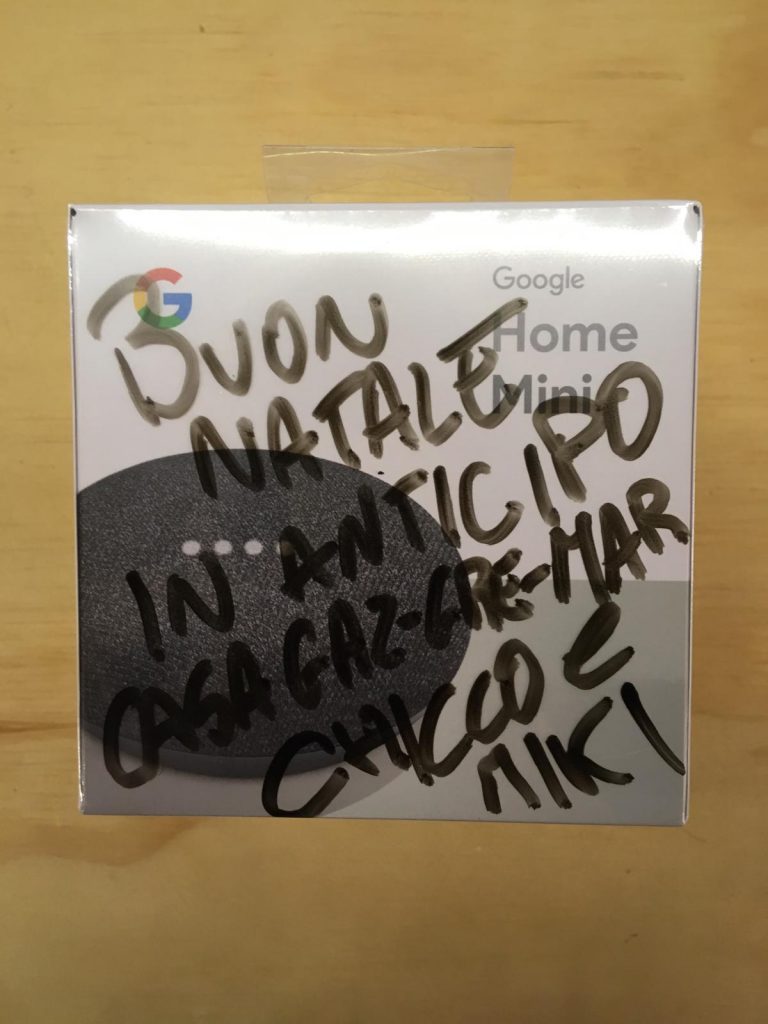 G
Google
Home
Mini
BUON
NATALE
IN ANTICIPO
CASA GAZ-GRE-MAR
CHICCO E
MIKI